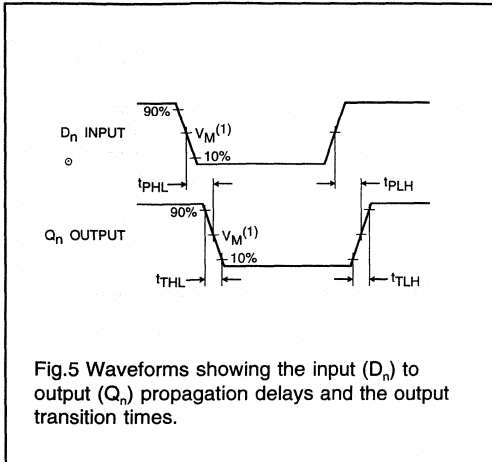 90%
Dn INPUT
VM(1)
10%
tPHL
tPLH
90%
Qn OUTPUT
VM(1)
10%
tTHL
tTLH
Fig.5 Waveforms showing the input (Dn) to
output (Qn) propagation delays and the output
transition times.